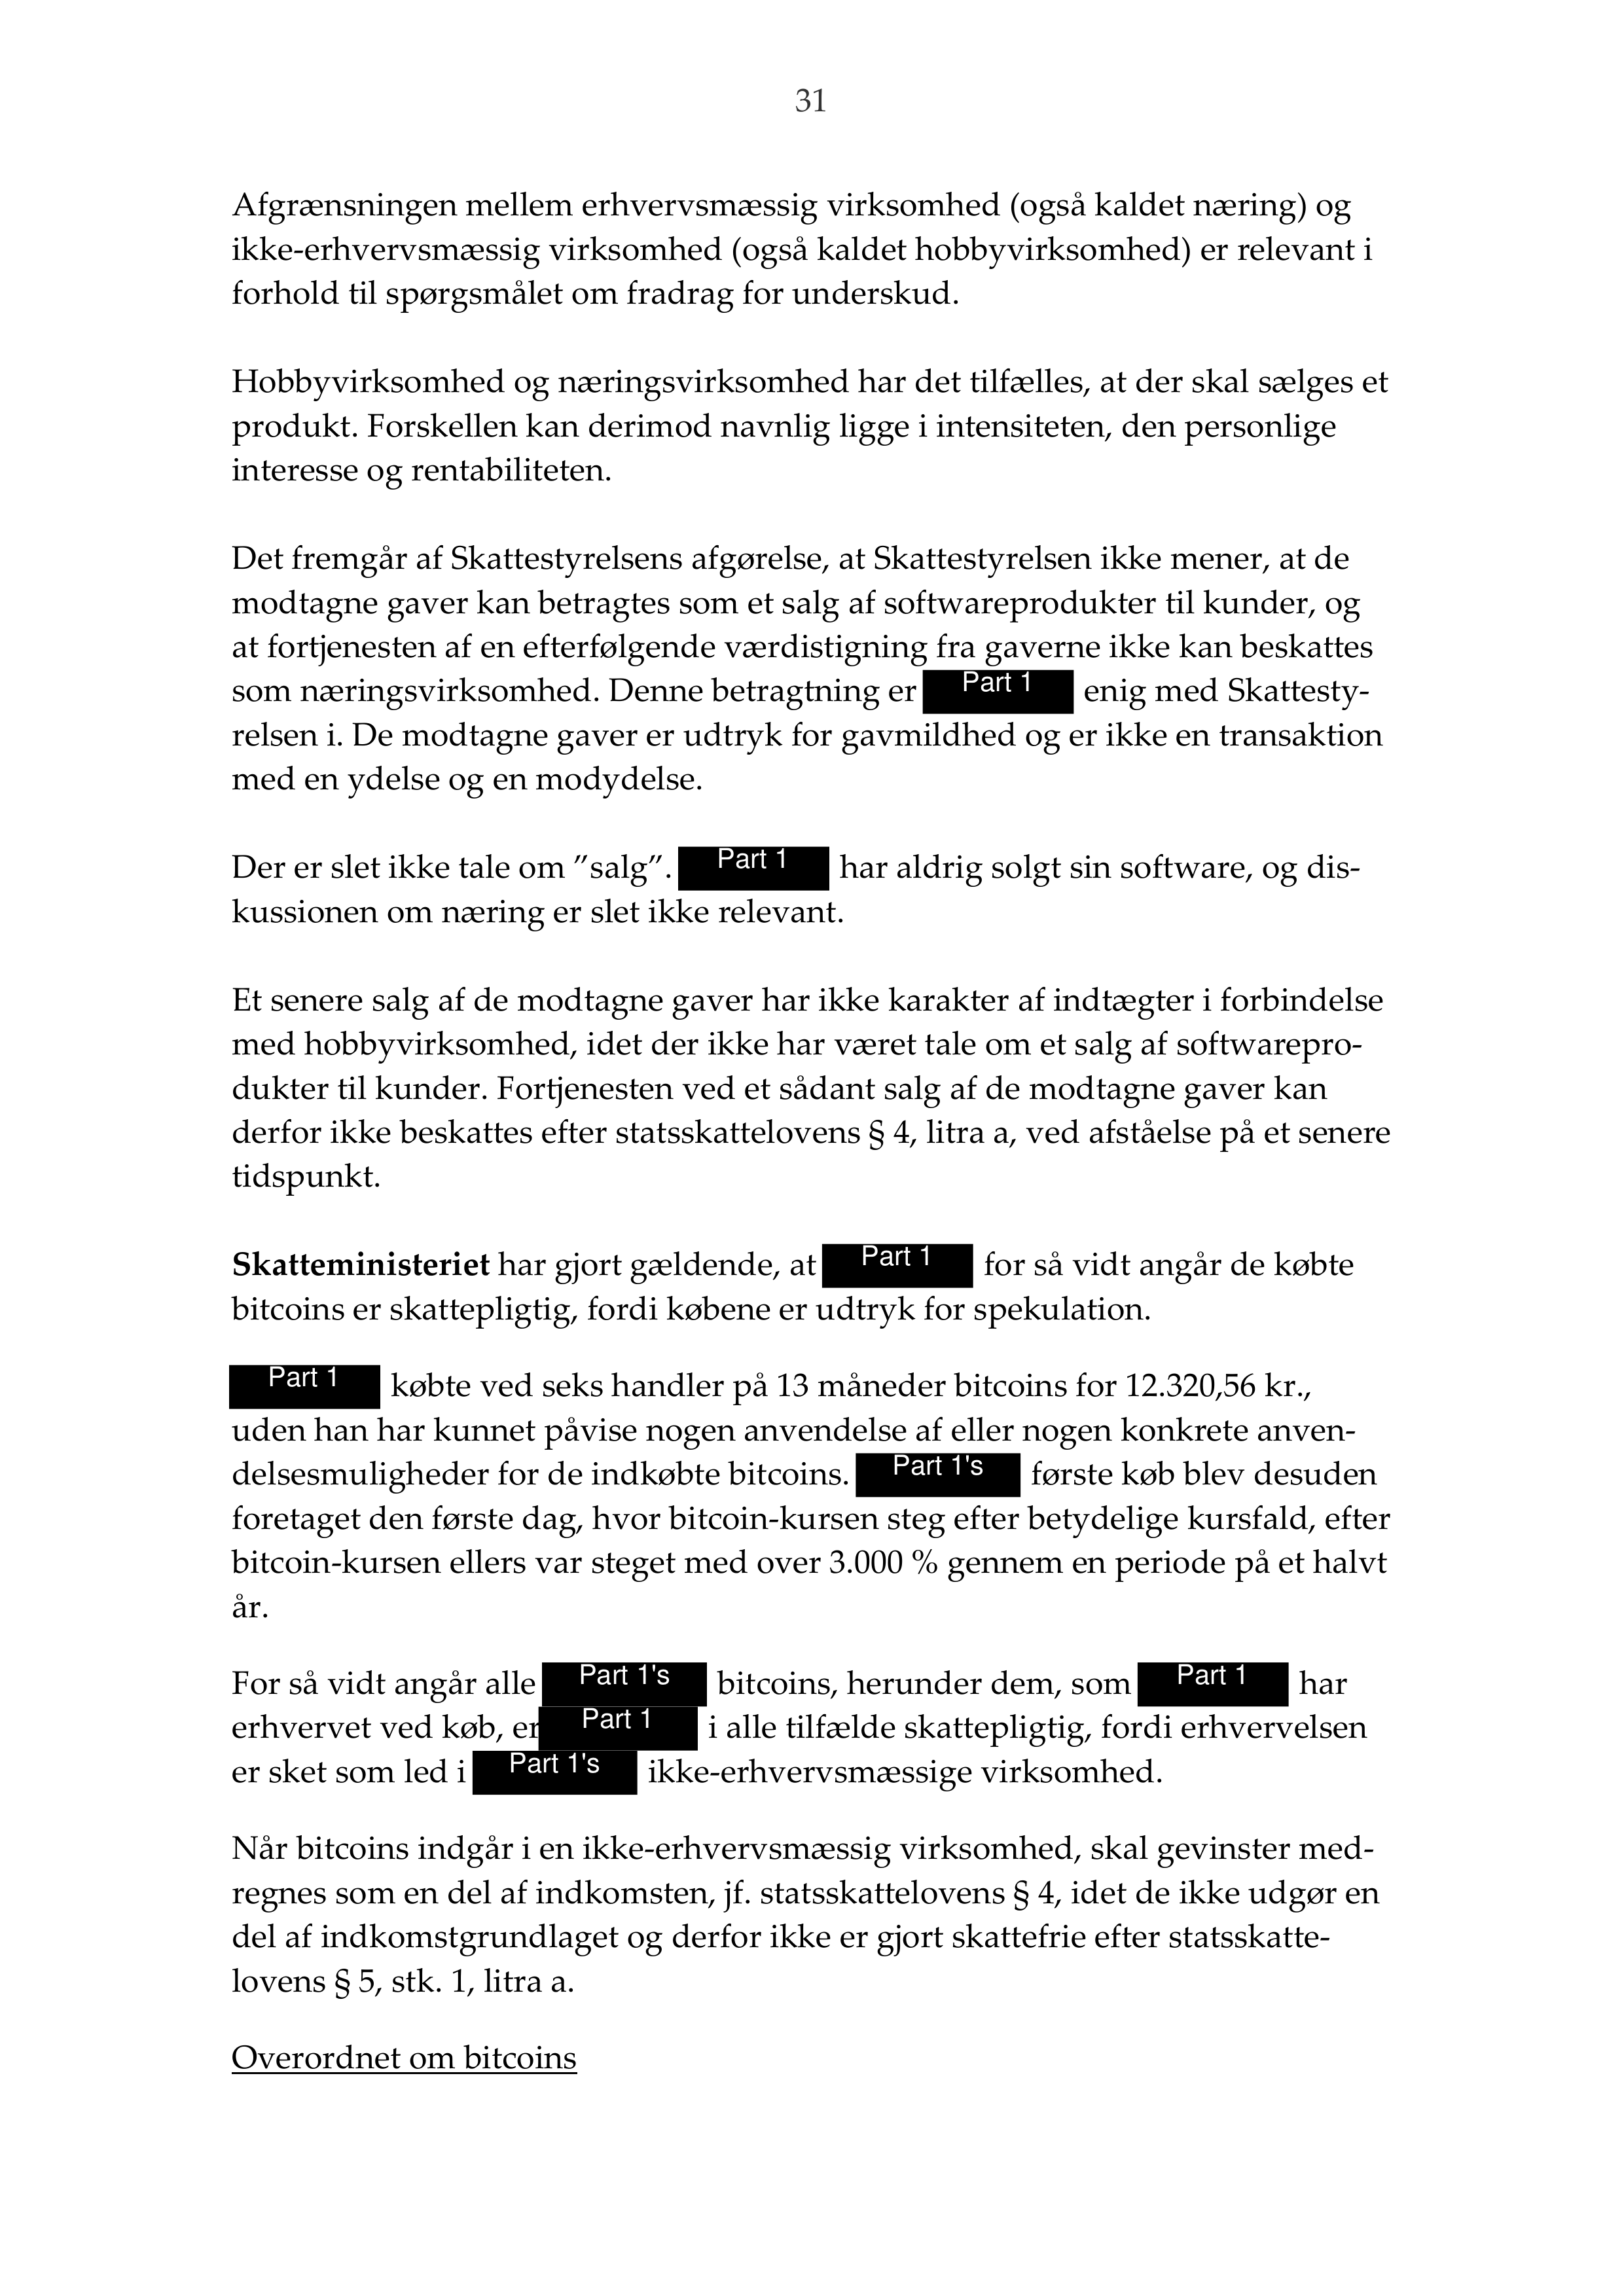 31
Afgrænsningen mellem erhvervsmæssig virksomhed (også kaldet næring) og
ikke-erhvervsmæssig virksomhed (også kaldet hobbyvirksomhed) er relevant i
forhold til spørgsmålet om fradrag for underskud.
Hobbyvirksomhed og næringsvirksomhed har det tilfælles, at der skal sælges et
produkt. Forskellen kan derimod navnlig ligge i intensiteten, den personlige
interesse og rentabiliteten.
Det fremgår af Skattestyrelsens afgørelse, at Skattestyrelsen ikke mener, at de
modtagne gaver kan betragtes som et salg af softwareprodukter til kunder, og
at fortjenesten af en efterfølgende værdistigning fra gaverne ikke kan beskattes
som næringsvirksomhed. Denne betragtning er Part 1 enig med Skattesty-
relsen i. De modtagne gaver er udtryk for gavmildhed og er ikke en transaktion
med en ydelse og en modydelse.
Der er slet ikke tale om ”salg”. Part 1 har aldrig solgt sin software, og dis-
kussionen om næring er slet ikke relevant.
Et senere salg af de modtagne gaver har ikke karakter af indtægter i forbindelse
med hobbyvirksomhed, idet der ikke har været tale om et salg af softwarepro-
dukter til kunder. Fortjenesten ved et sådant salg af de modtagne gaver kan
derfor ikke beskattes efter statsskattelovens § 4, litra a, ved afståelse på et senere
tidspunkt.
Skatteministeriet har gjort gældende, at Part 1 for så vidt angår de købte
bitcoins er skattepligtig, fordi købene er udtryk for spekulation.
Part 1 købte ved seks handler på 13 måneder bitcoins for 12.320,56 kr.,
uden han har kunnet påvise nogen anvendelse af eller nogen konkrete anven-
delsesmuligheder for de indkøbte bitcoins. Part 1's første køb blev desuden
foretaget den første dag, hvor bitcoin-kursen steg efter betydelige kursfald, efter
bitcoin-kursen ellers var steget med over 3.000 % gennem en periode på et halvt
år.
For så vidt angår alle Part 1's bitcoins, herunder dem, som Part 1 har
erhvervet ved køb, er Part 1 i alle tilfælde skattepligtig, fordi erhvervelsen
er sket som led i Part 1's ikke-erhvervsmæssige virksomhed.
Når bitcoins indgår i en ikke-erhvervsmæssig virksomhed, skal gevinster med-
regnes som en del af indkomsten, jf. statsskattelovens § 4, idet de ikke udgør en
del af indkomstgrundlaget og derfor ikke er gjort skattefrie efter statsskatte-
lovens § 5, stk. 1, litra a.
Overordnet om bitcoins